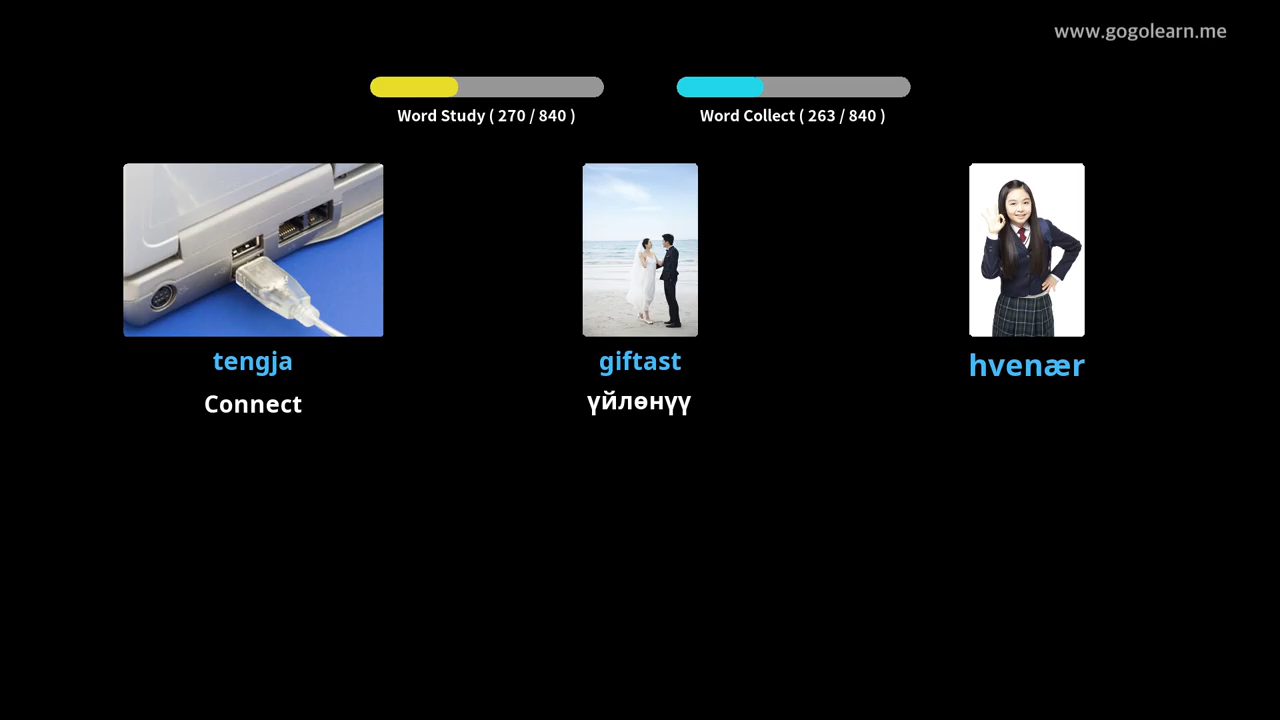 www.gogolearn.me
Word Study ( 270 / 840 )
Word Collect ( 263 / 840 )
tengja
giftast
hvenær
Connect
үйлөнүү